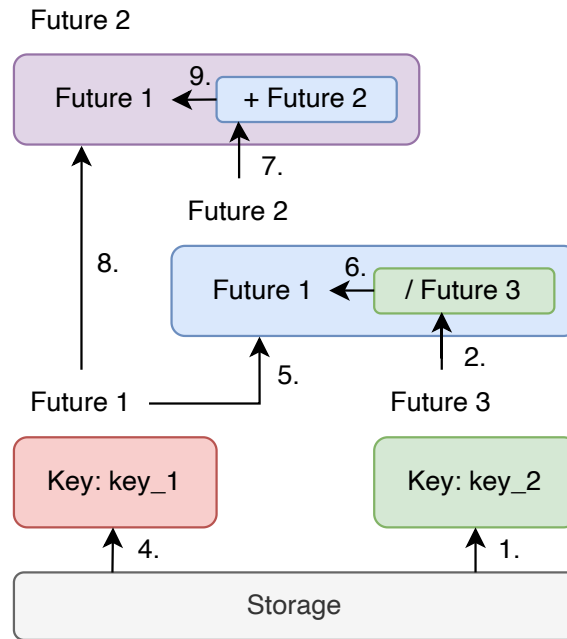 Future 2
9.
Future 1
+ Future 2
7.
Future 2
8.
6.
Future 1
/ Future 3
5.
2.
Future 1
Future 3
Key: key_1
Key: key_2
4.
1.
Storage